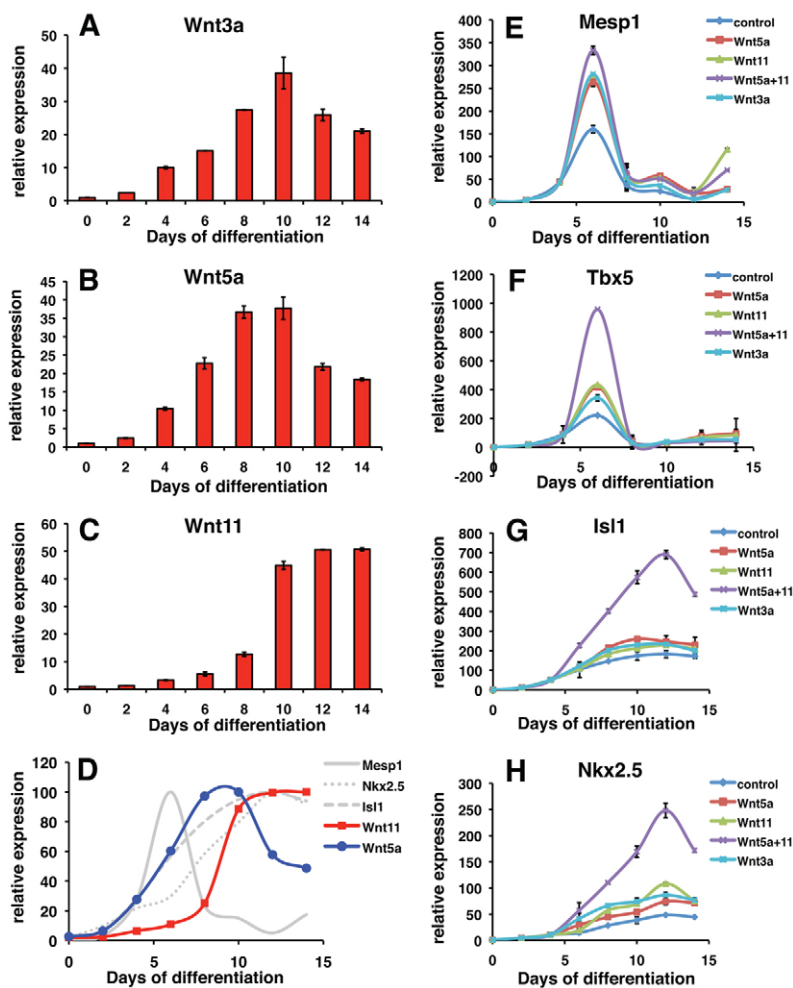 A
Wnt3a
relative expression
50
40
30
20
10
0
0 2 4 6 8 10 12 14
Days of differentiation
B
Wnt5a
relative expression
45
40
35
30
25
20
15
10
5
0
0 2 4 6 8 10 12 14
Days of differentiation
C
Wnt11
relative expression
60
50
40
30
20
10
0
0 2 4 6 8 10 12 14
Days of differentiation
D
relative expression
120
100
80
60
40
20
0
0 5 10 15
Days of differentiation
Mesp1
Nkx2.5
Isl1
Wnt11
Wnt5a
E
Mesp1
relative expression
400
350
300
250
200
150
100
50
0
0 5 10 15
Days of differentiation
control
Wnt5a
Wnt11
Wnt5a+11
Wnt3a
F
Tbx5
relative expression
1200
1000
800
600
400
200
0
-200
0 5 10 15
Days of differentiation
control
Wnt5a
Wnt11
Wnt5a+11
Wnt3a
G
Isl1
relative expression
800
700
600
500
400
300
200
100
0
0 5 10 15
Days of differentiation
control
Wnt5a
Wnt11
Wnt5a+11
Wnt3a
H
Nkx2.5
relative expression
300
250
200
150
100
50
0
0 5 10 15
Days of differentiation
control
Wnt5a
Wnt11
Wnt5a+11
Wnt3a